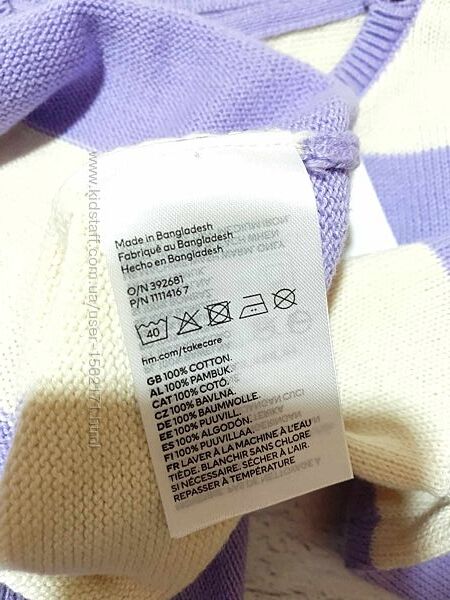 Made in Bangladesh
Fabriqué au Bangladesh
Hecho en Bangladesh
O/N 392681
P/N 1111416 7
40
hm.com/takecare
GB 100% COTTON.
AL 100% PAMBUK.
CAT 100% COTÓ.
CZ 100% BAVLNA.
DE 100% BAUMWOLLE.
EE 100% PUUVILL.
ES 100% ALGODÓN.
FI 100% PUUVILLAA.
FR LAVER À LA MACHINE À L'EAU
TIÈDE. BLANCHIR SANS CHLORE
SI NÉCESSAIRE. SÉCHER À L'AIR.
REPASSER À TEMPÉRATURE